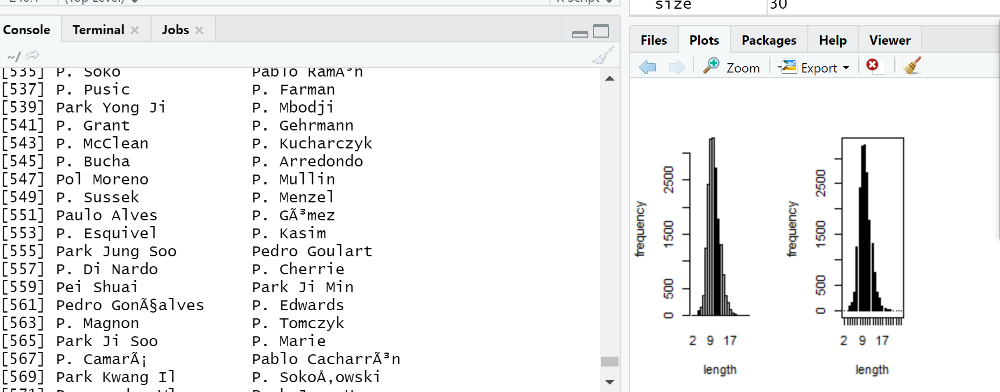 (Top Level)
R Script
size 30
Console Terminal Jobs
~/
[535] P. Soko Pablo RamÃ³n
[537] P. Pusic P. Farman
[539] Park Yong Ji P. Mbodji
[541] P. Grant P. Gehrmann
[543] P. McClean P. Kucharczyk
[545] P. Bucha P. Arredondo
[547] Pol Moreno P. Mullin
[549] P. Sussek P. Menzel
[551] Paulo Alves P. GÃ³mez
[553] P. Esquivel P. Kasim
[555] Park Jung Soo Pedro Goulart
[557] P. Di Nardo P. Cherrie
[559] Pei Shuai Park Ji Min
[561] Pedro GonÃ§alves P. Edwards
[563] P. Magnon P. Tomczyk
[565] Park Ji Soo P. Marie
[567] P. CamarÃ¡ Pablo CacharrÃ³n
[569] Park Kwang Il P. SokoÅ‚owski
Files Plots Packages Help Viewer
Zoom Export
frequency
2500
1500
500
0
2 9 17
length
frequency
2500
1500
500
0
2 9 17
length